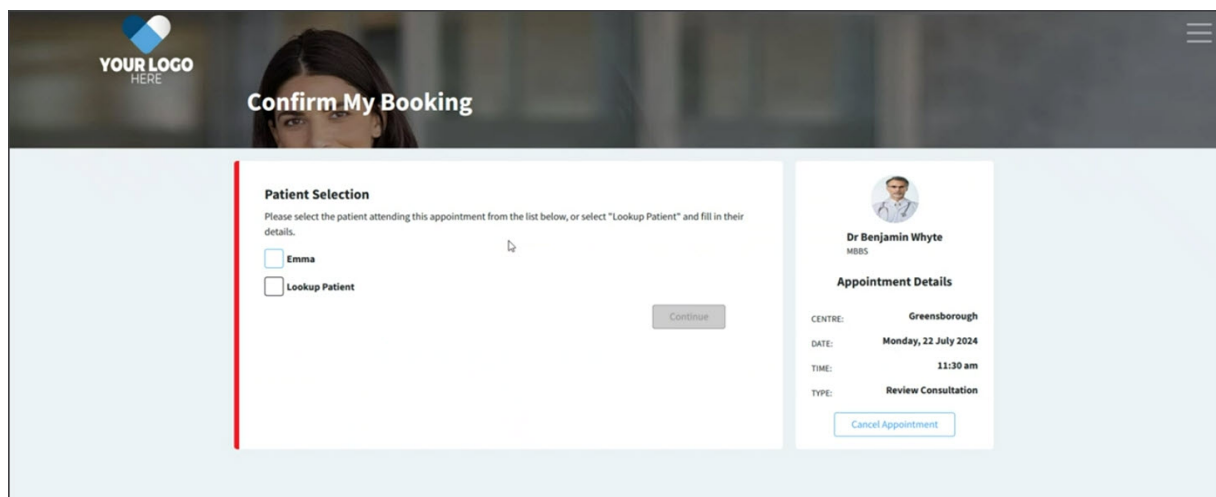 YOUR LOGO
HERE
Confirm My Booking
Patient Selection
Please select the patient attending this appointment from the list below, or select "Lookup Patient" and fill in their
details.
Emma
Lookup Patient
Continue
Dr Benjamin Whyte
MBBS
Appointment Details
CENTRE: Greensborough
DATE: Monday, 22 July 2024
TIME: 11:30 am
TYPE: Review Consultation
Cancel Appointment